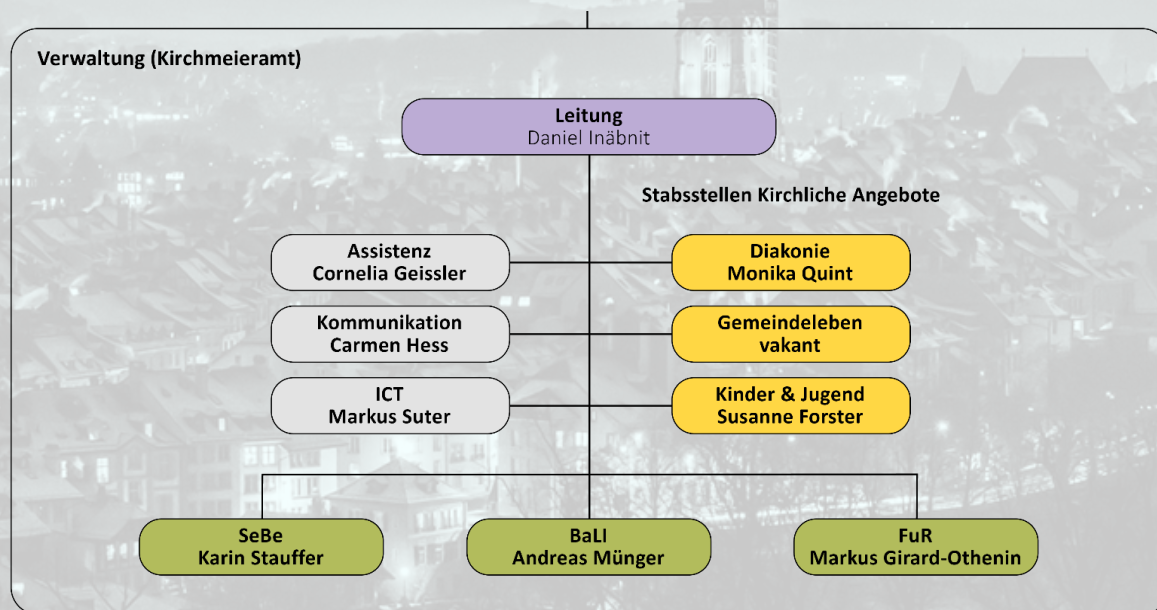 Verwaltung (Kirchmeieramt)
Leitung
Daniel Inäbnit
Stabsstellen Kirchliche Angebote
Assistenz
Cornelia Geissler
Diakonie
Monika Quint
Kommunikation
Carmen Hess
Gemeindeleben
vakant
ICT
Markus Suter
Kinder & Jugend
Susanne Forster
SeBe
Karin Stauffer
BaLI
Andreas Münger
FuR
Markus Girard-Othenin